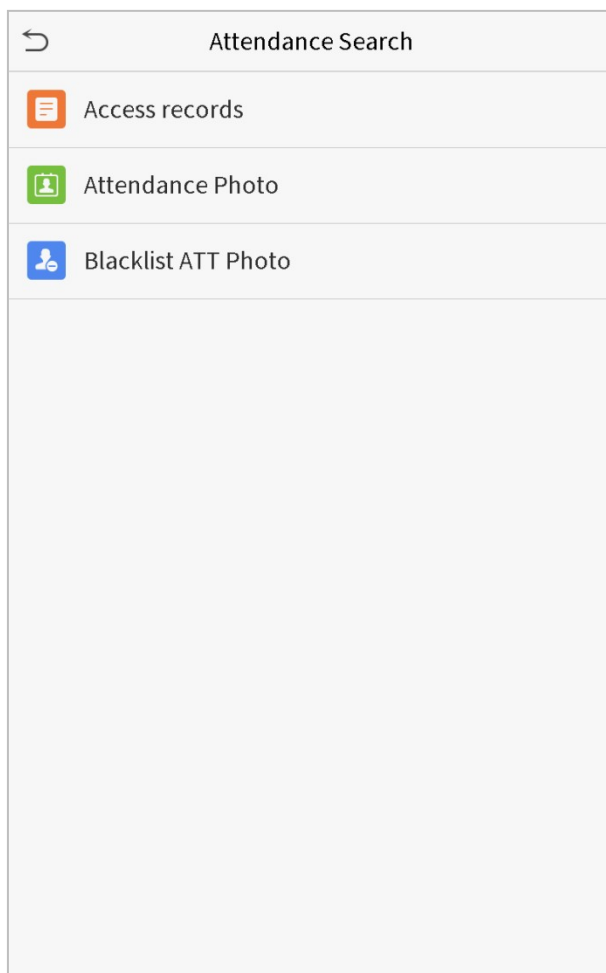 Attendance Search
Access records
Attendance Photo
Blacklist ATT Photo